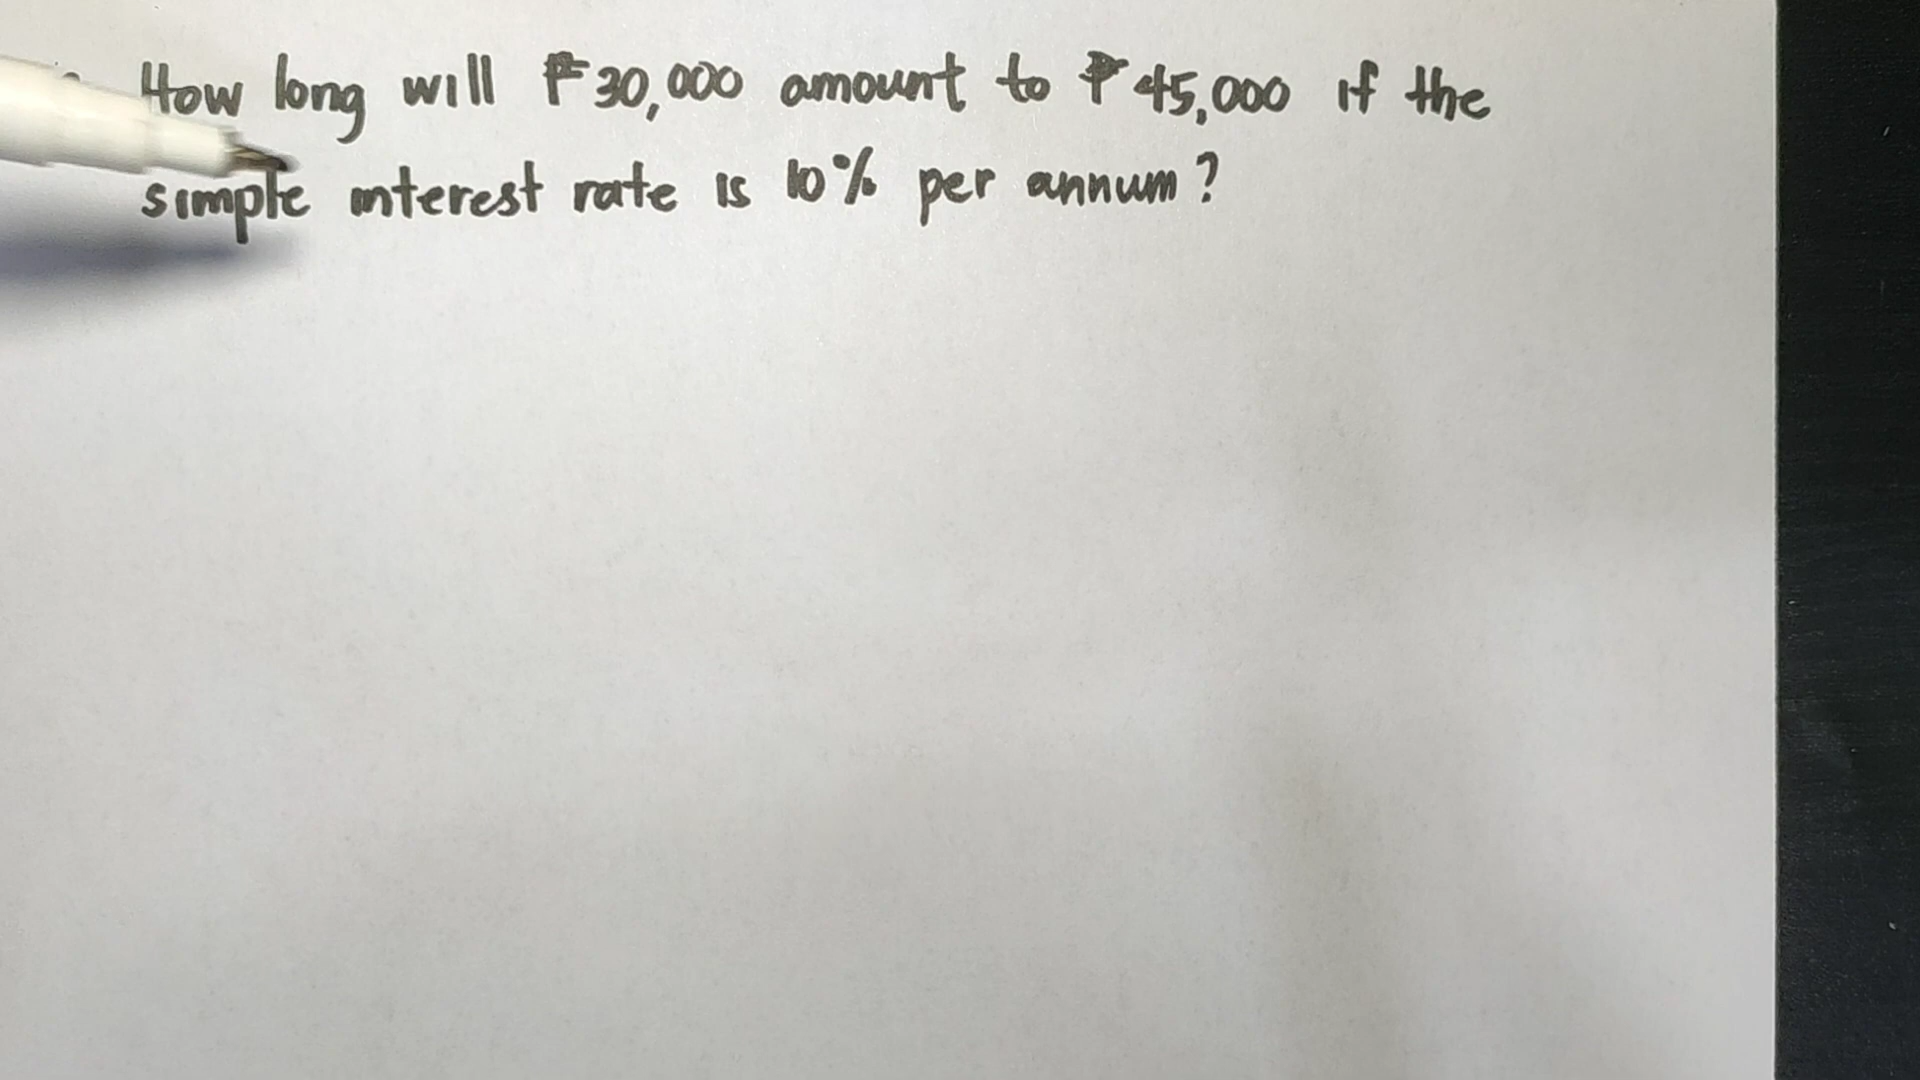 How long will ₱30,000 amount to ₱45,000 if the
simple interest rate is 10% per annum?